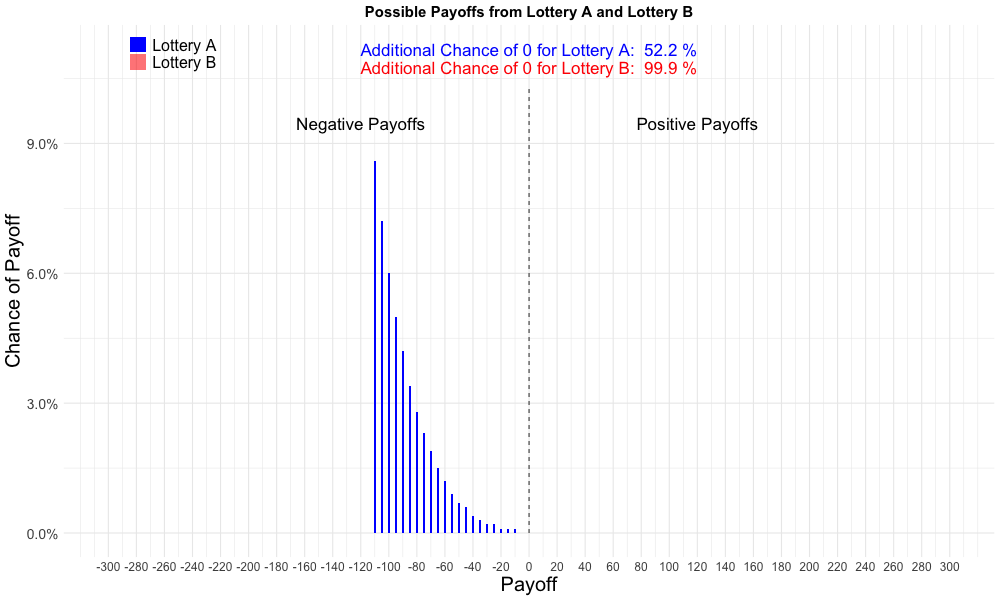 Possible Payoffs from Lottery A and Lottery B
Lottery A
Lottery B
Additional Chance of 0 for Lottery A: 52.2 %
Additional Chance of 0 for Lottery B: 99.9 %
Negative Payoffs
Positive Payoffs
Chance of Payoff
9.0%
6.0%
3.0%
0.0%
-300 -280 -260 -240 -220 -200 -180 -160 -140 -120 -100 -80 -60 -40 -20 0 20 40 60 80 100 120 140 160 180 200 220 240 260 280 300
Payoff